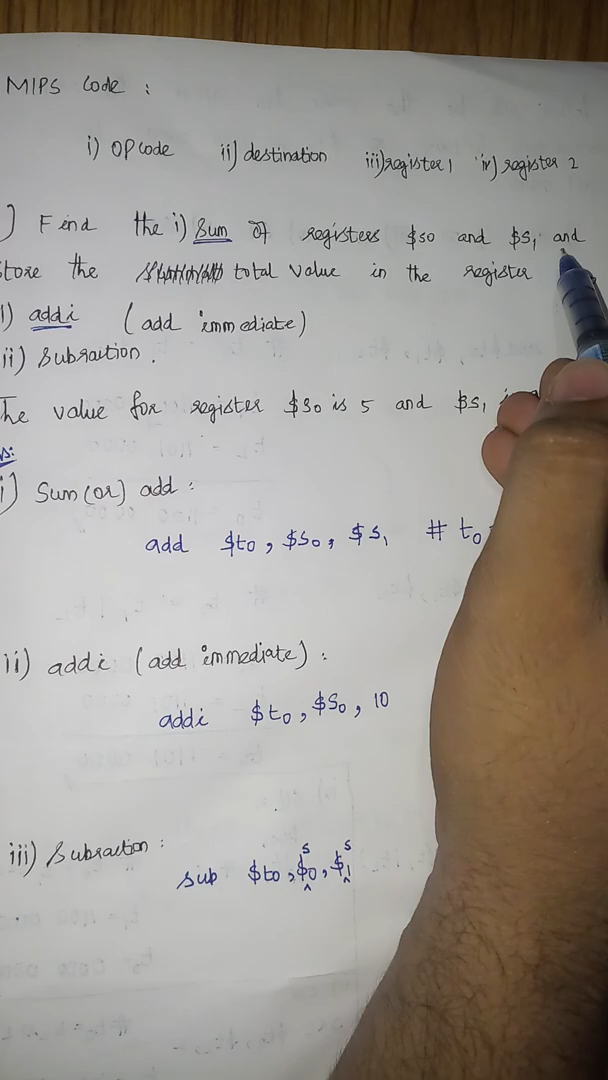 MIPS Code :
i) OPcode ii) destination iii) register 1 iv) register 2
) Find the i) Sum of registers $s0 and $s1 and
store the total value in the register
i) addi (add immediate)
ii) Subraction .
The value for register $s0 is 5 and $s1
i) Sum (or) add :
add $t0 , $s0 , $s1 # t0
ii) addi (add immediate) :
addi $t0 , $s0 , 10
iii) Subraction :
sub $t0 , $s0 , $s1